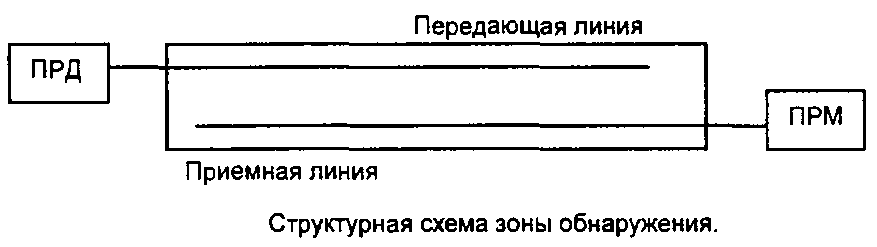 Передающая линия
ПРД
ПРМ
Приемная линия
Структурная схема зоны обнаружения.